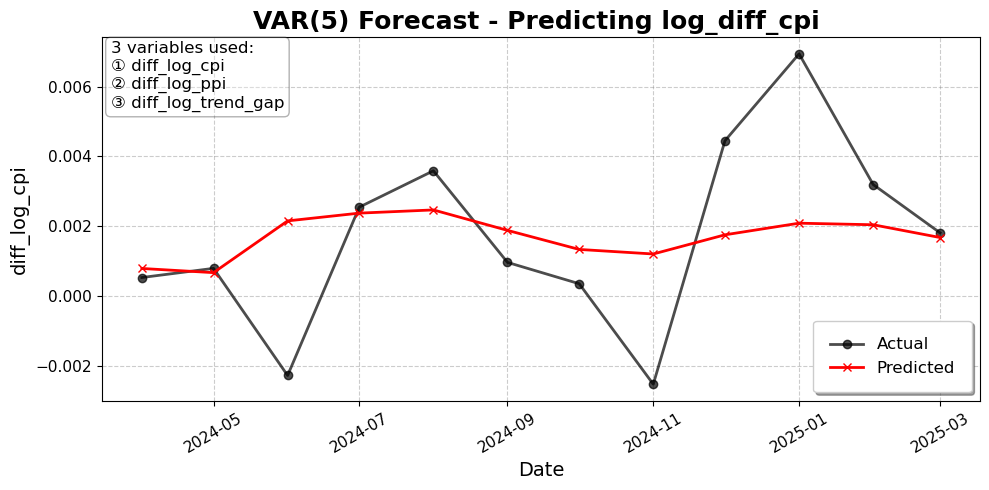 VAR(5) Forecast - Predicting log_diff_cpi
3 variables used:
① diff_log_cpi
② diff_log_ppi
③ diff_log_trend_gap
diff_log_cpi
0.006
0.004
0.002
0.000
−0.002
Actual
Predicted
2024-05
2024-07
2024-09
2024-11
2025-01
2025-03
Date